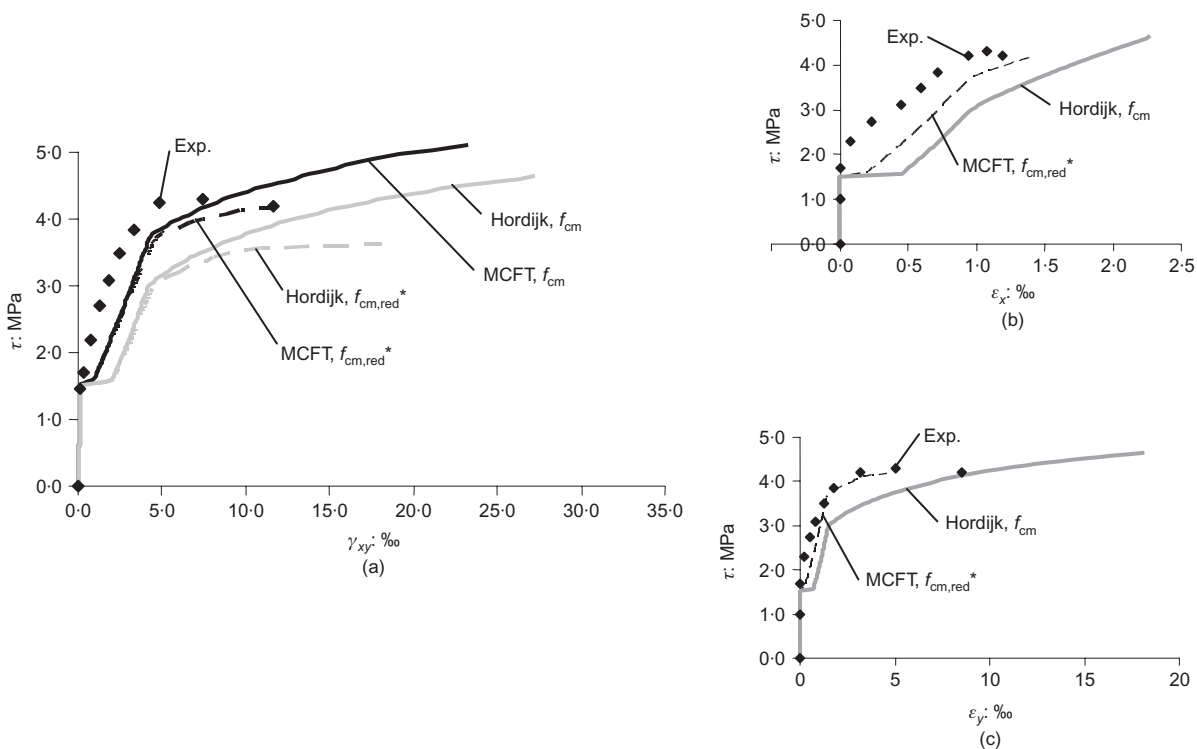 5·0
4·0
3·0
2·0
1·0
0·0
τ: MPa
0·0
5·0
10·0
15·0
20·0
25·0
30·0
35·0
γxy: ‰
(a)
Exp.
Hordijk, fcm
MCFT, fcm
Hordijk, fcm,red*
MCFT, fcm,red*
5·0
4·0
3·0
2·0
1·0
0·0
τ: MPa
0·0
0·5
1·0
1·5
2·0
2·5
εx: ‰
(b)
Exp.
Hordijk, fcm
MCFT, fcm,red*
5·0
4·0
3·0
2·0
1·0
0·0
τ: MPa
0
5
10
15
20
εy: ‰
(c)
Exp.
Hordijk, fcm
MCFT, fcm,red*